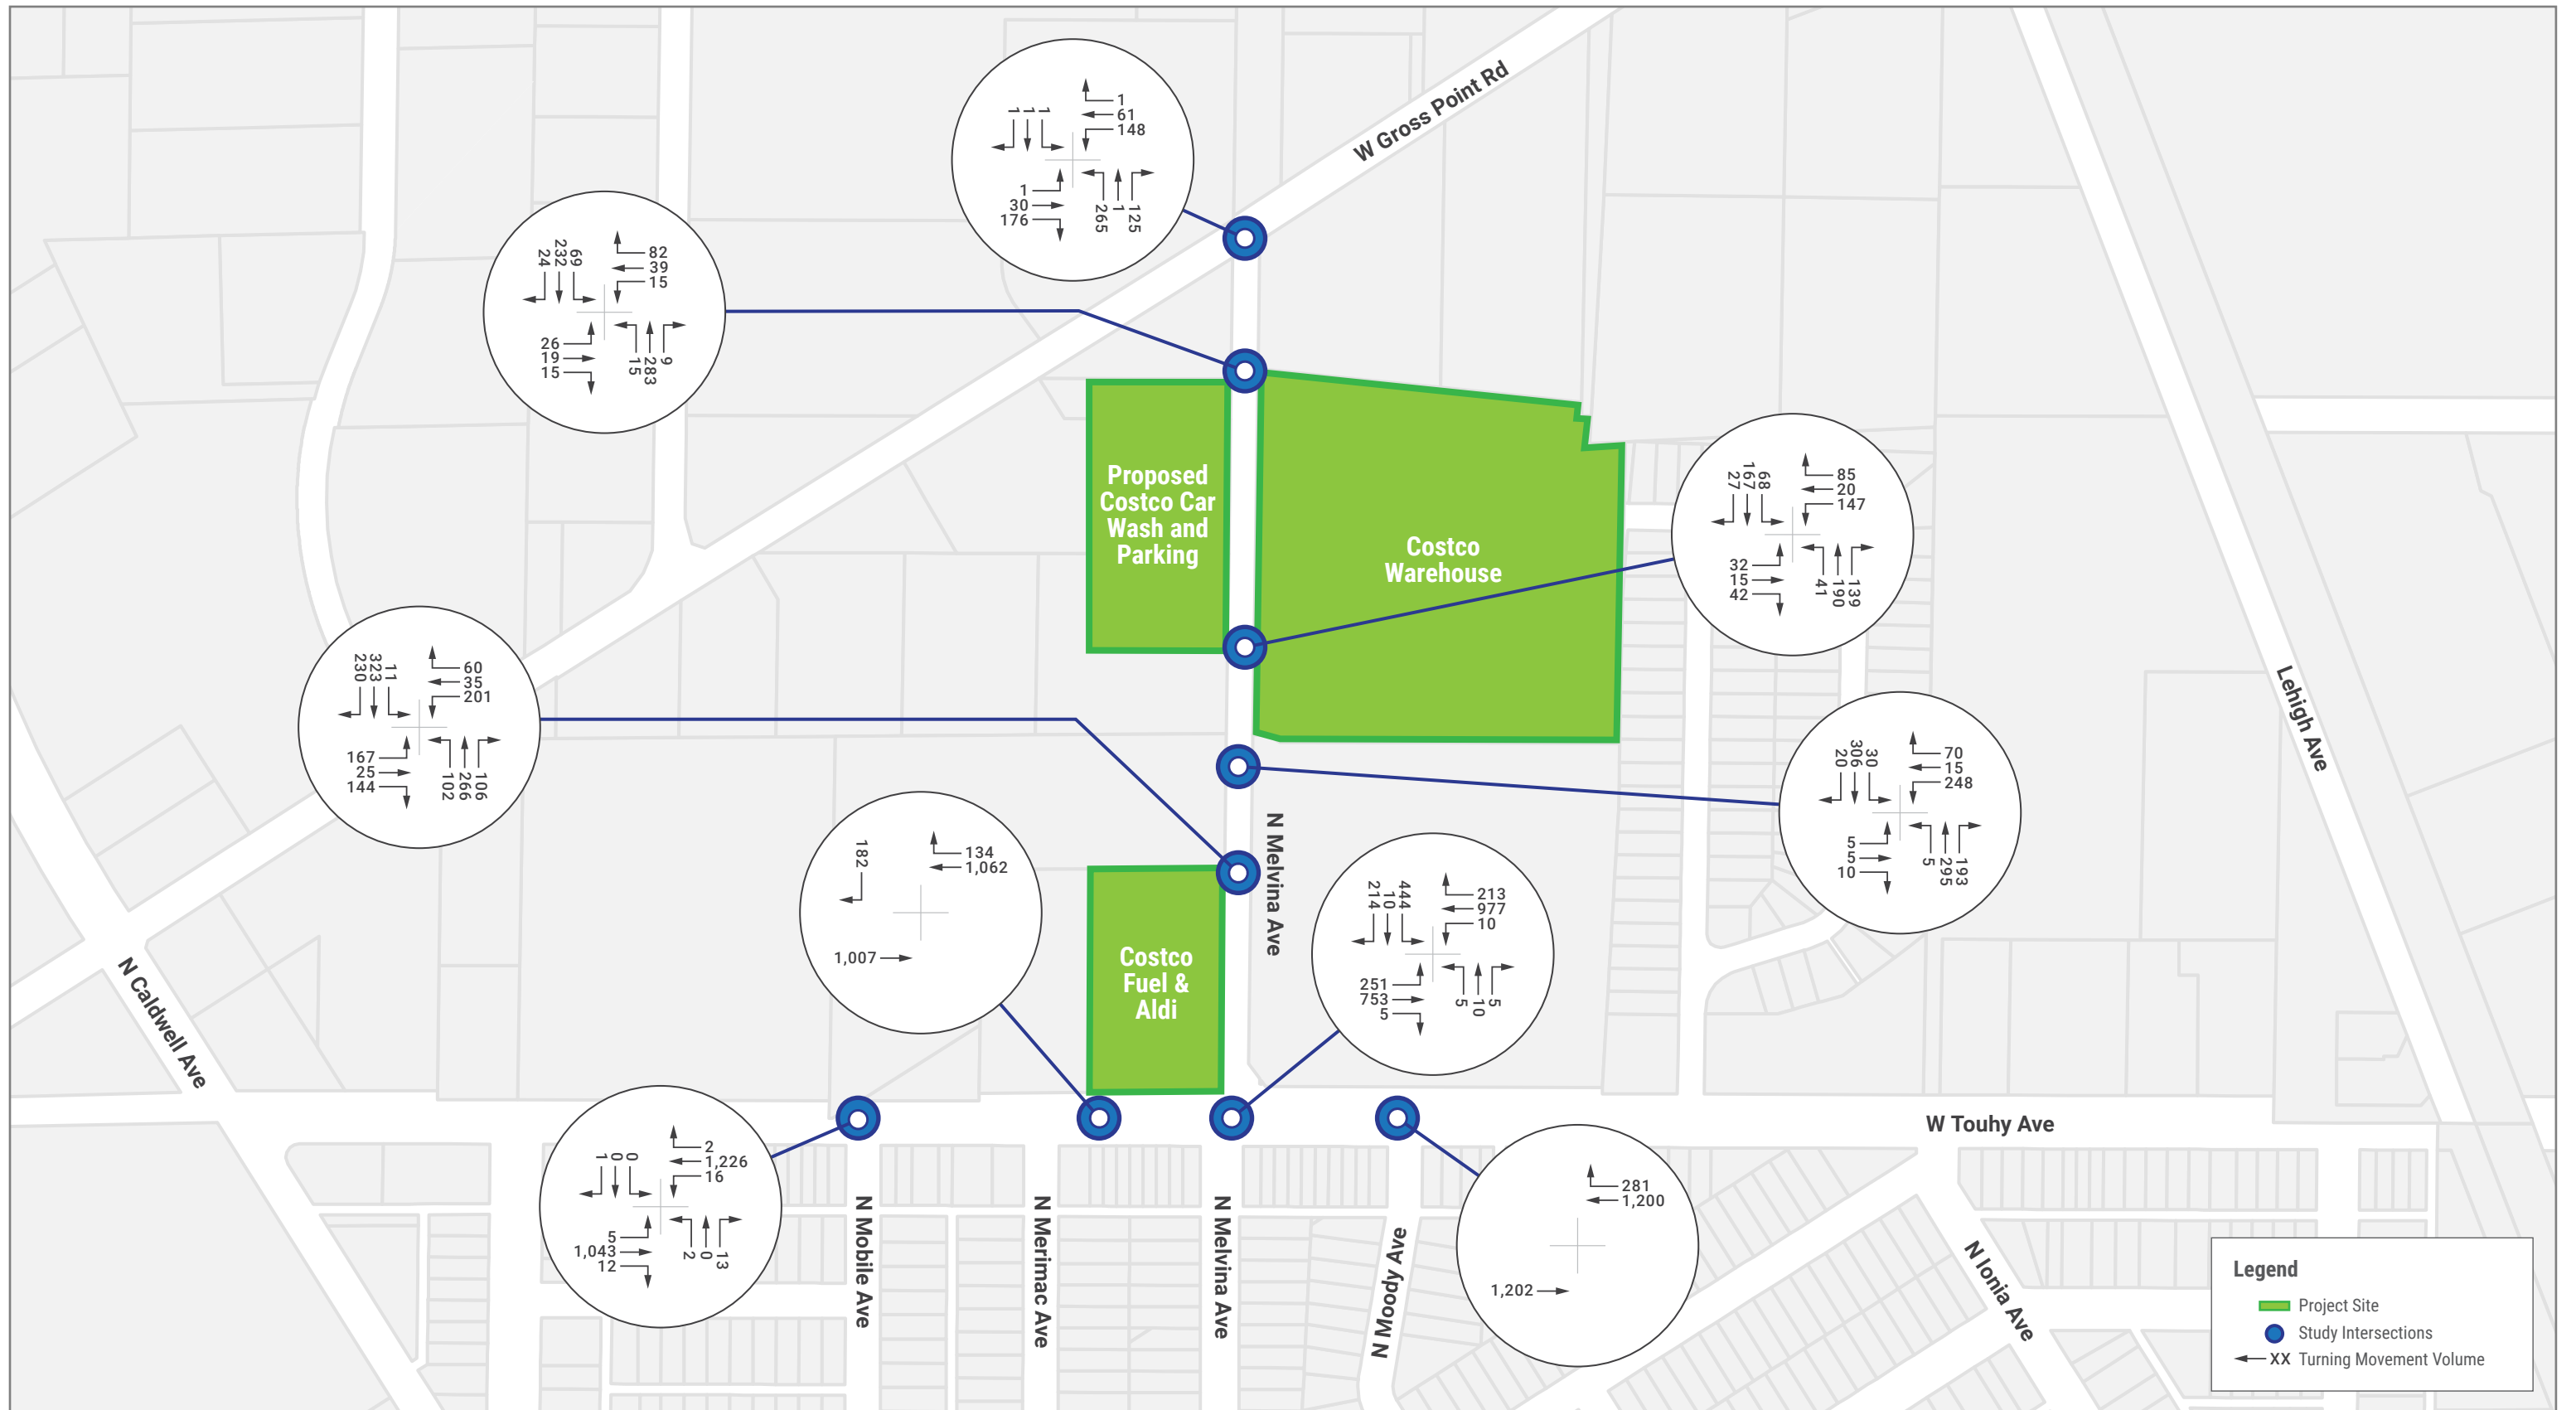 W Gross Point Rd
1 1 1
1
61
148
1
30
176
265 1 125
24 232 69
82
39
15
26
19
15
15 283 9
Proposed
Costco Car
Wash and
Parking
Costco
Warehouse
27 167 68
85
20
147
32
15
42
41 190 139
230 323 11
60
35
201
167
25
144
102 266 106
20 306 30
70
15
248
5
5
10
5 295 193
Lehigh Ave
N Melvina Ave
182
134
1,062
1,007
214 10 444
213
977
10
251
753
5
5 10 5
Costco
Fuel &
Aldi
N Caldwell Ave
W Touhy Ave
1 0 0
2
1,226
16
5
1,043
12
2 0 13
281
1,200
1,202
N Mobile Ave
N Merimac Ave
N Melvina Ave
N Moody Ave
N Ionia Ave
Legend
Project Site
Study Intersections
XX Turning Movement Volume